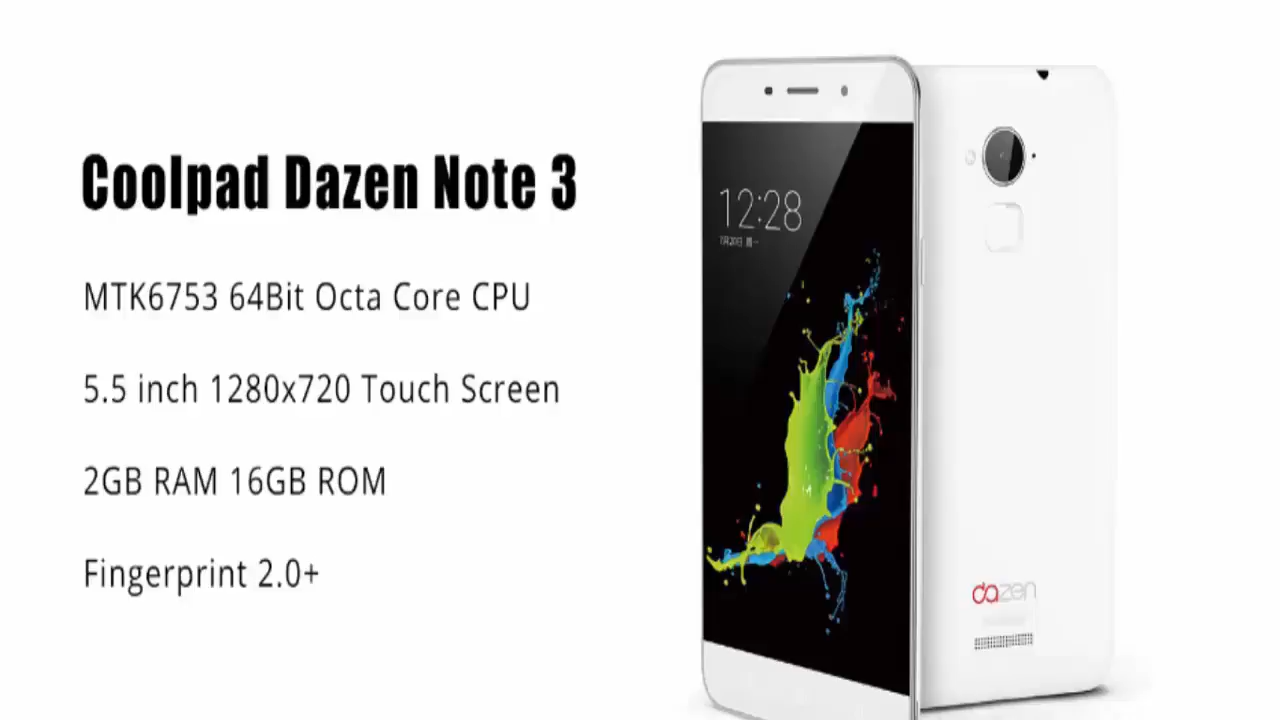 Coolpad Dazen Note 3
MTK6753 64Bit Octa Core CPU
5.5 inch 1280x720 Touch Screen
2GB RAM 16GB ROM
Fingerprint 2.0+
12:28
dazen